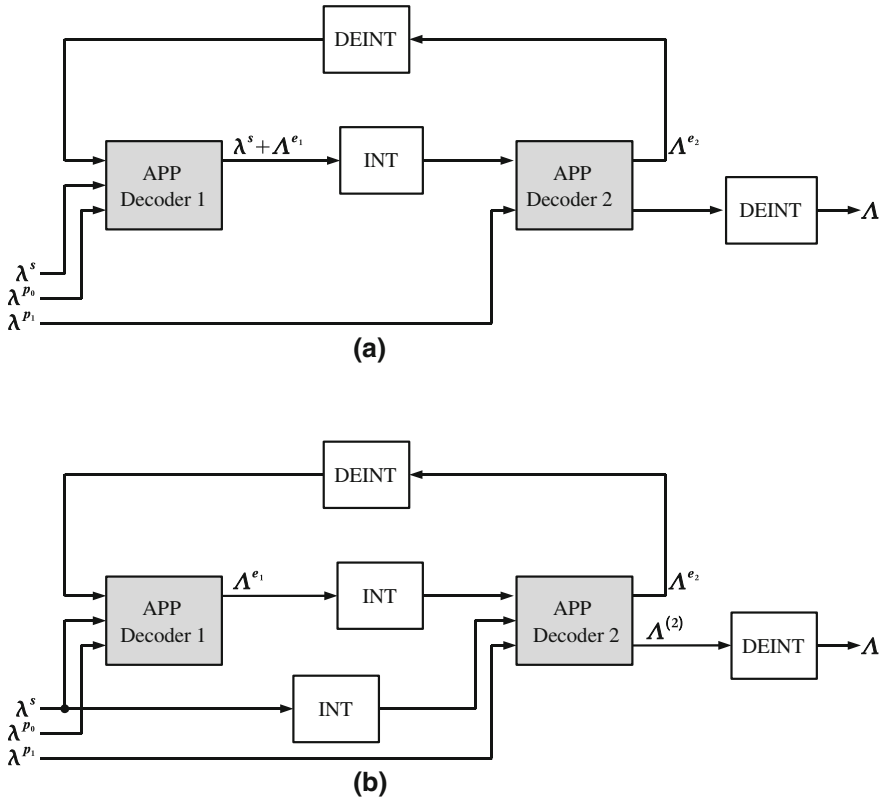 DEINT
λ^s + Λ^{e_1}
Λ^{e_2}
APP
Decoder 1
INT
APP
Decoder 2
DEINT
Λ
λ^s
λ^{p_0}
λ^{p_1}
(a)
DEINT
Λ^{e_1}
Λ^{e_2}
APP
Decoder 1
INT
APP
Decoder 2
Λ^{(2)}
DEINT
Λ
λ^s
INT
λ^{p_0}
λ^{p_1}
(b)